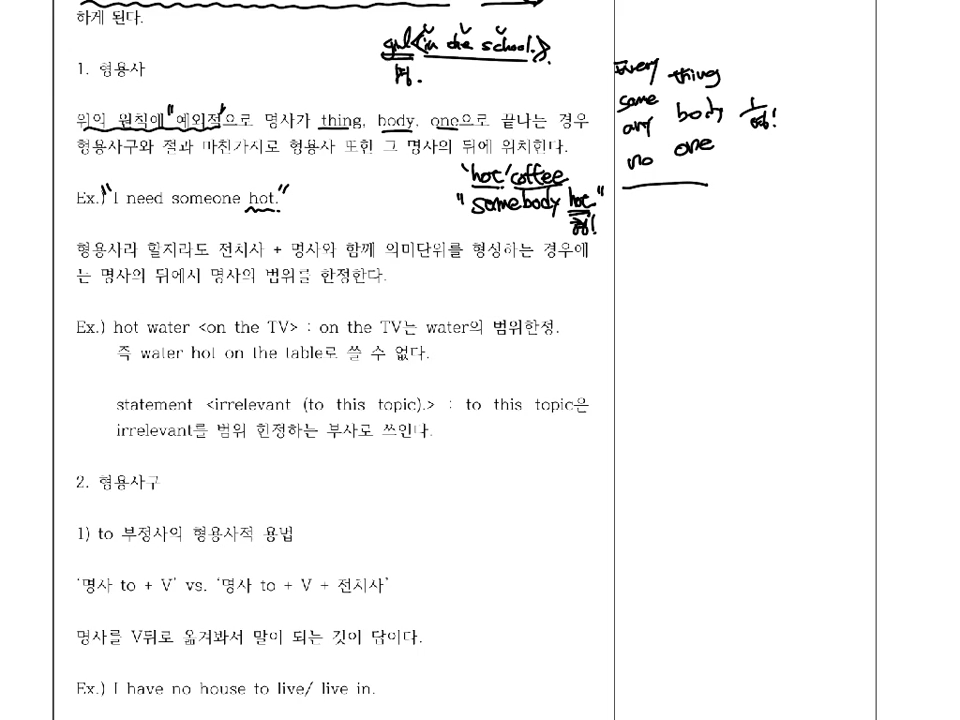 하게 된다.
girl <in the school.>
명.
1. 형용사
Every thing
some body
any one
no
위의 원칙에 "예외적"으로 명사가 thing, body, one으로 끝나는 경우
형용사구와 절과 마찬가지로 형용사 또한 그 명사의 뒤에 위치한다.
'hot' coffee
Ex.) "I need someone hot."
"somebody hot"
형!
형용사라 할지라도 전치사 + 명사와 함께 의미단위를 형성하는 경우에
는 명사의 뒤에서 명사의 범위를 한정한다.
Ex.) hot water <on the TV> : on the TV는 water의 범위한정.
즉 water hot on the table로 쓸 수 없다.
statement <irrelevant (to this topic).> : to this topic은
irrelevant를 범위 한정하는 부사로 쓰인다.
2. 형용사구
1) to 부정사의 형용사적 용법
'명사 to + V' vs. '명사 to + V + 전치사'
명사를 V뒤로 옮겨봐서 말이 되는 것이 답이다.
Ex.) I have no house to live/ live in.